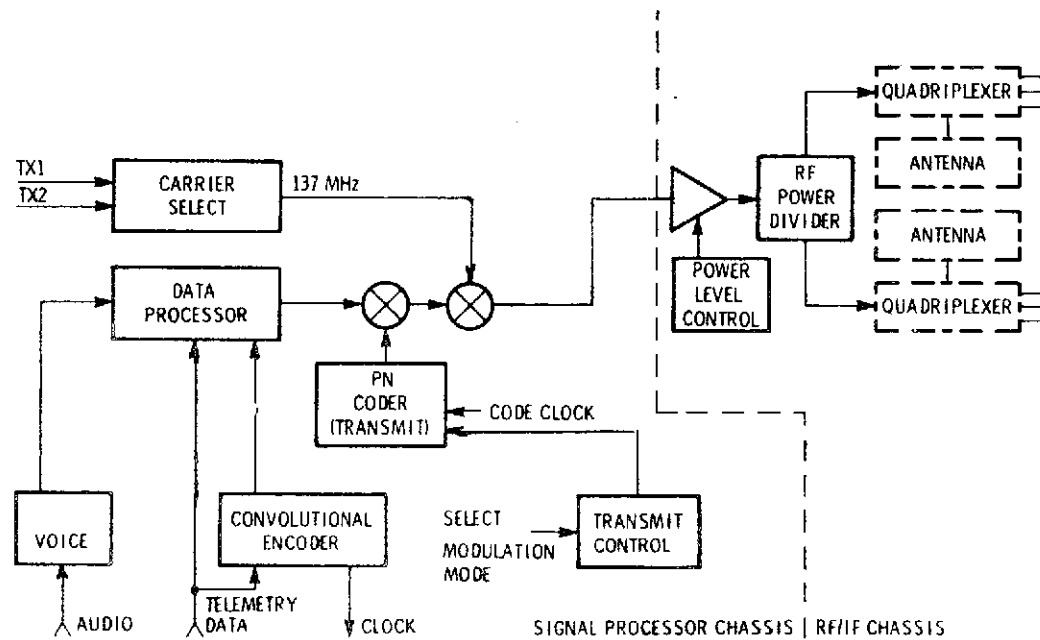 QUADRIPLEXER
ANTENNA
TX1
TX2
CARRIER
SELECT
137 MHz
RF
POWER
DIVIDER
ANTENNA
QUADRIPLEXER
DATA
PROCESSOR
POWER
LEVEL
CONTROL
PN
CODER
(TRANSMIT)
CODE CLOCK
VOICE
CONVOLUTIONAL
ENCODER
SELECT
MODULATION
MODE
TRANSMIT
CONTROL
AUDIO
TELEMETRY
DATA
CLOCK
SIGNAL PROCESSOR CHASSIS
RF/IF CHASSIS